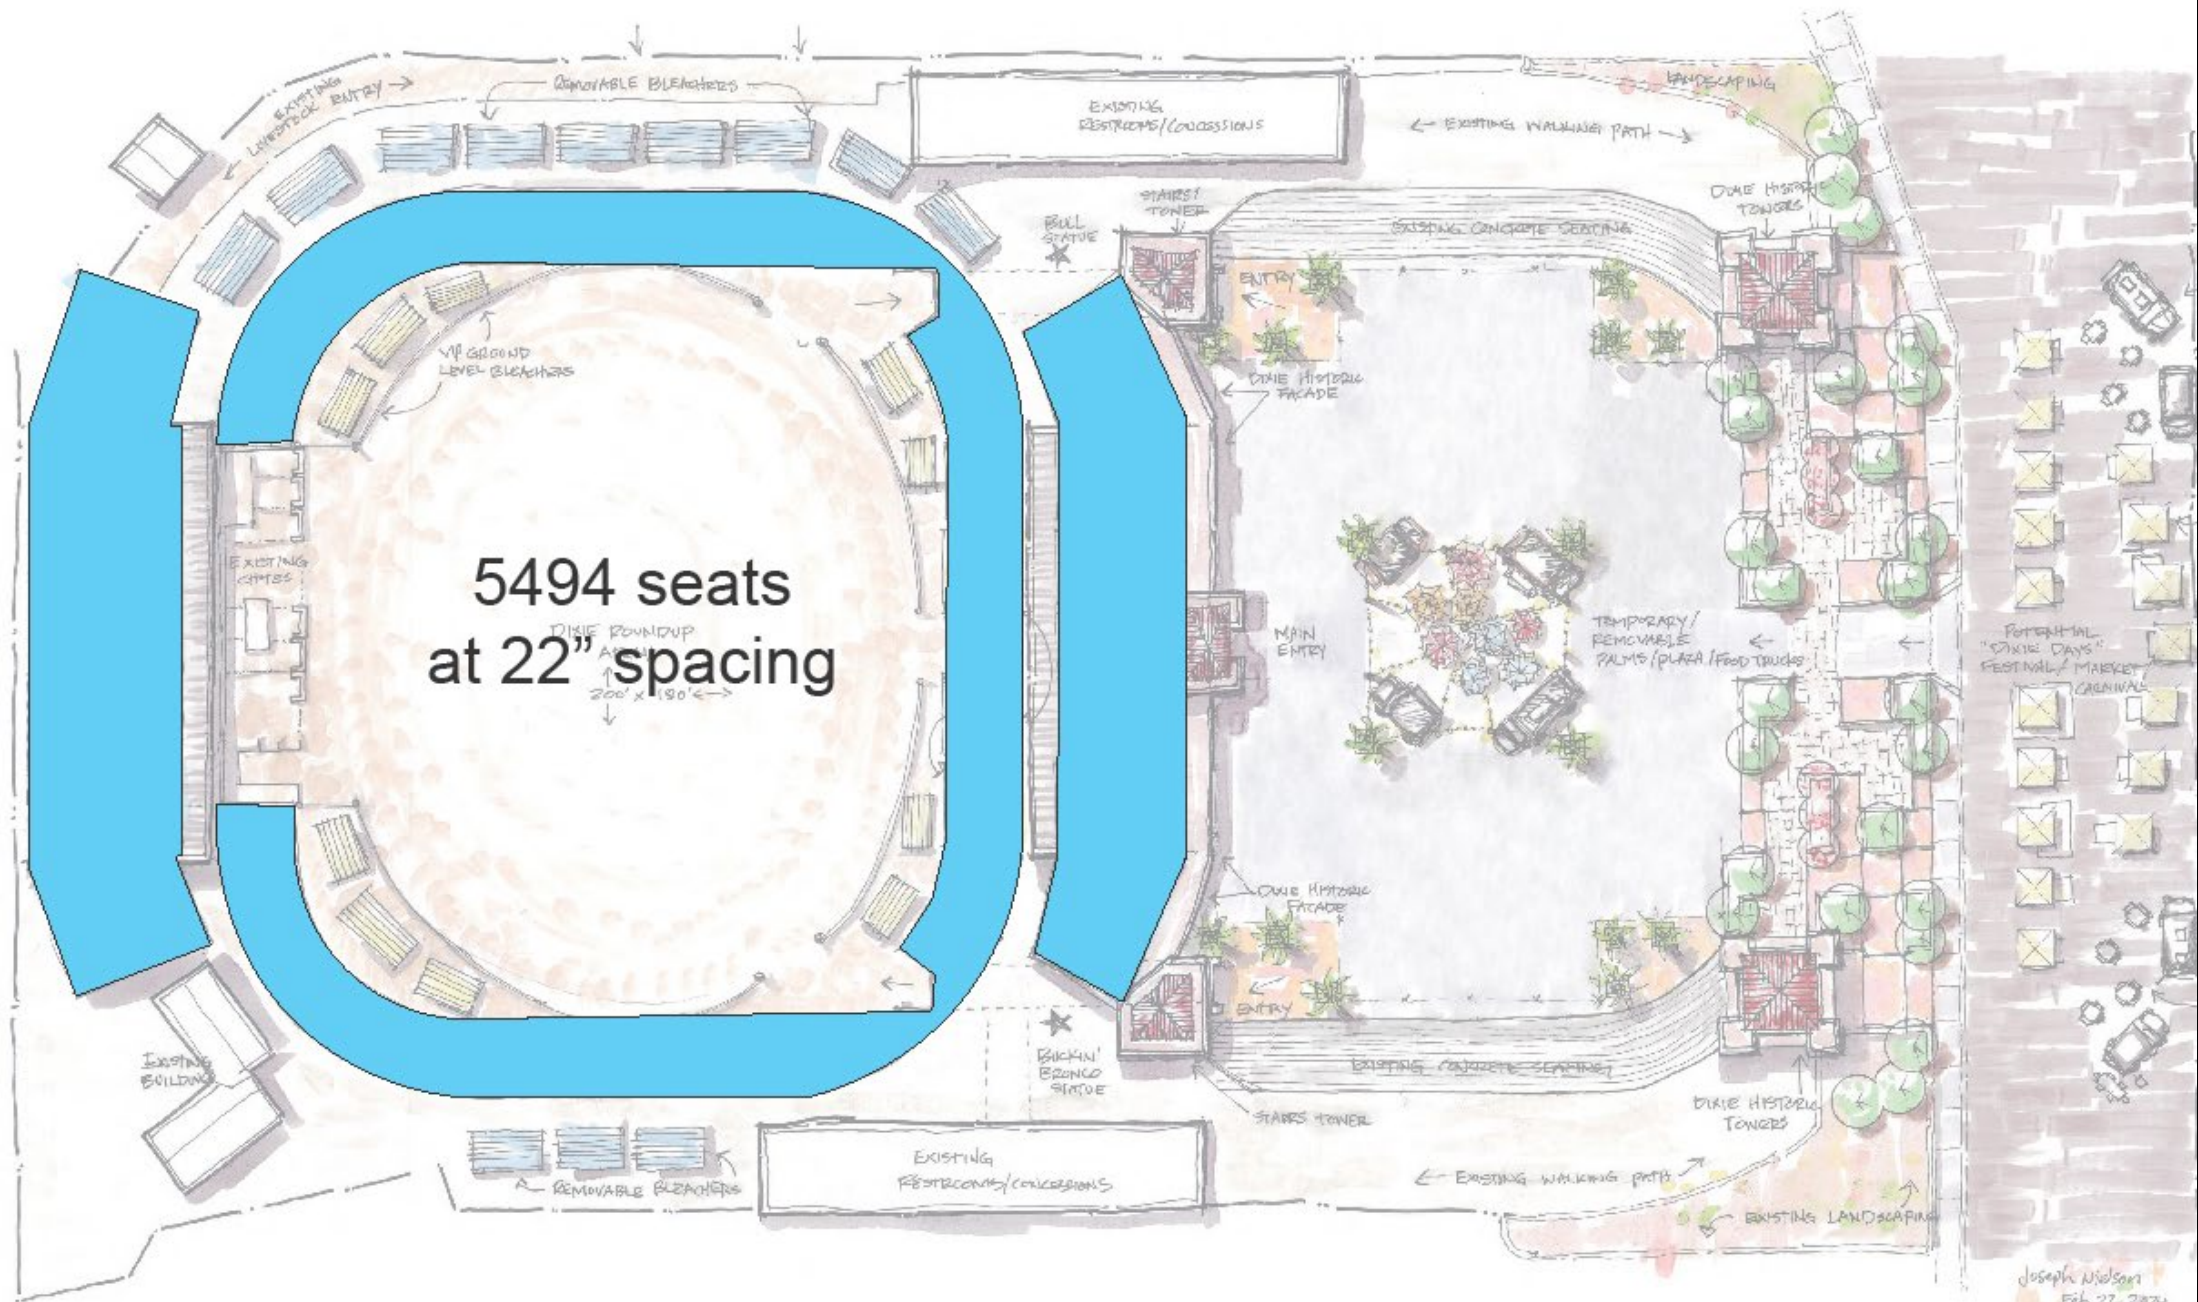 REMOVABLE BLEACHERS
EXISTING
LIVESTOCK ENTRY
EXISTING
RESTROOMS/CONCESSIONS
← EXISTING WALKING PATH →
LANDSCAPING
STAIRS/
TOWER
BULL
STATUE
DIXIE HISTORIC
TOWERS
EXISTING CONCRETE SEATING
ENTRY
VIP GROUND
LEVEL BLEACHERS
DIXIE HISTORIC
FACADE
EXISTING
CHUTES
5494 seats
at 22” spacing
DIXIE ROUNDUP
200' x 180'
MAIN
ENTRY
TEMPORARY/
REMOVABLE
PALMS/PLAZA/FOOD TRUCKS
POTENTIAL
"DIXIE DAYS"
FESTIVAL/MARKET
CARNIVAL
DIXIE HISTORIC
FACADE
ENTRY
EXISTING
BUILDING
BUCKIN'
BRONCO
STATUE
EXISTING CONCRETE SEATING
STAIRS TOWER
DIXIE HISTORIC
TOWERS
EXISTING
RESTROOMS/CONCESSIONS
REMOVABLE BLEACHERS
← EXISTING WALKING PATH
EXISTING LANDSCAPING
Joseph Nielson